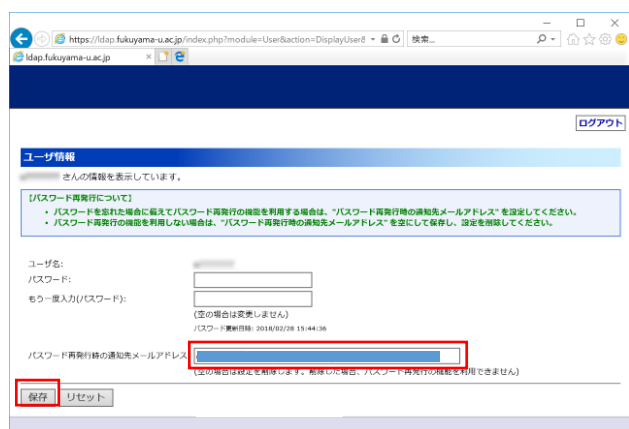 https://ldap.fukuyama-u.ac.jp/index.php?module=User&action=DisplayUser&
検索...
ldap.fukuyama-u.ac.jp
ログアウト
ユーザ情報
さんの情報を表示しています。
【パスワード再発行について】
• パスワードを忘れた場合に備えてパスワード再発行の機能を利用する場合は、"パスワード再発行時の通知先メールアドレス" を設定してください。
• パスワード再発行の機能を利用しない場合は、"パスワード再発行時の通知先メールアドレス" を空にして保存し、設定を削除してください。
ユーザ名:
パスワード:
もう一度入力(パスワード):
(空の場合は変更しません)
パスワード更新日時: 2018/02/28 15:44:36
パスワード再発行時の通知先メールアドレス
(空の場合は設定を削除します。削除した場合、パスワード再発行の機能を利用できません)
保存 リセット